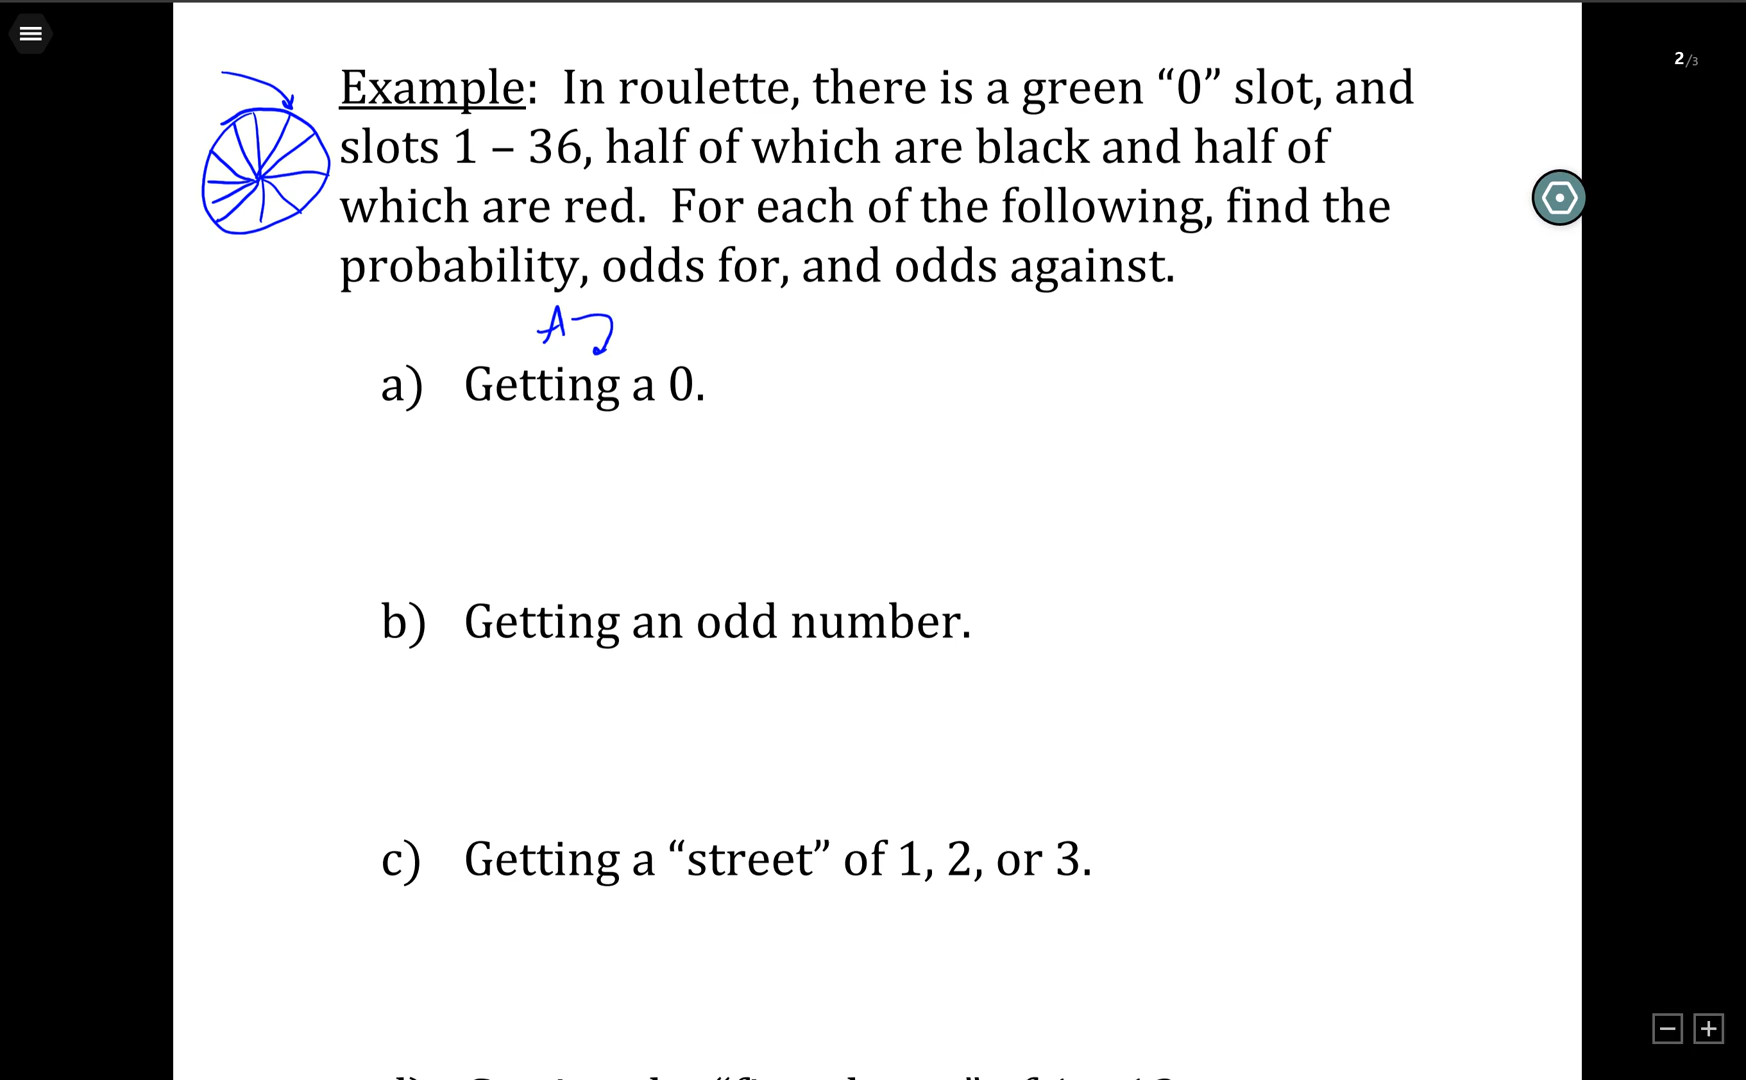 2/3
Example: In roulette, there is a green “0” slot, and
slots 1 – 36, half of which are black and half of
which are red. For each of the following, find the
probability, odds for, and odds against.
A
a) Getting a 0.
b) Getting an odd number.
c) Getting a “street” of 1, 2, or 3.